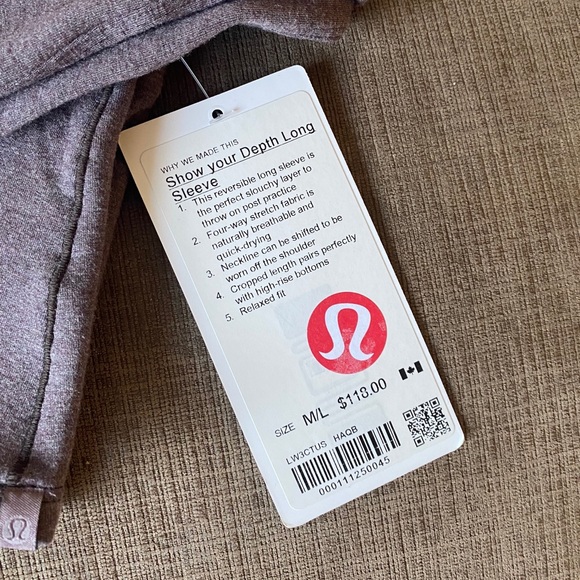 WHY WE MADE THIS
Show your Depth Long
Sleeve
1. This reversible long sleeve is
the perfect slouchy layer to
throw on post practice
2. Four-way stretch fabric is
naturally breathable and
quick-drying
3. Neckline can be shifted to be
worn off the shoulder
4. Cropped length pairs perfectly
with high-rise bottoms
5. Relaxed fit
SIZE M/L $118.00
LW3CTUS HAQB
000111250045